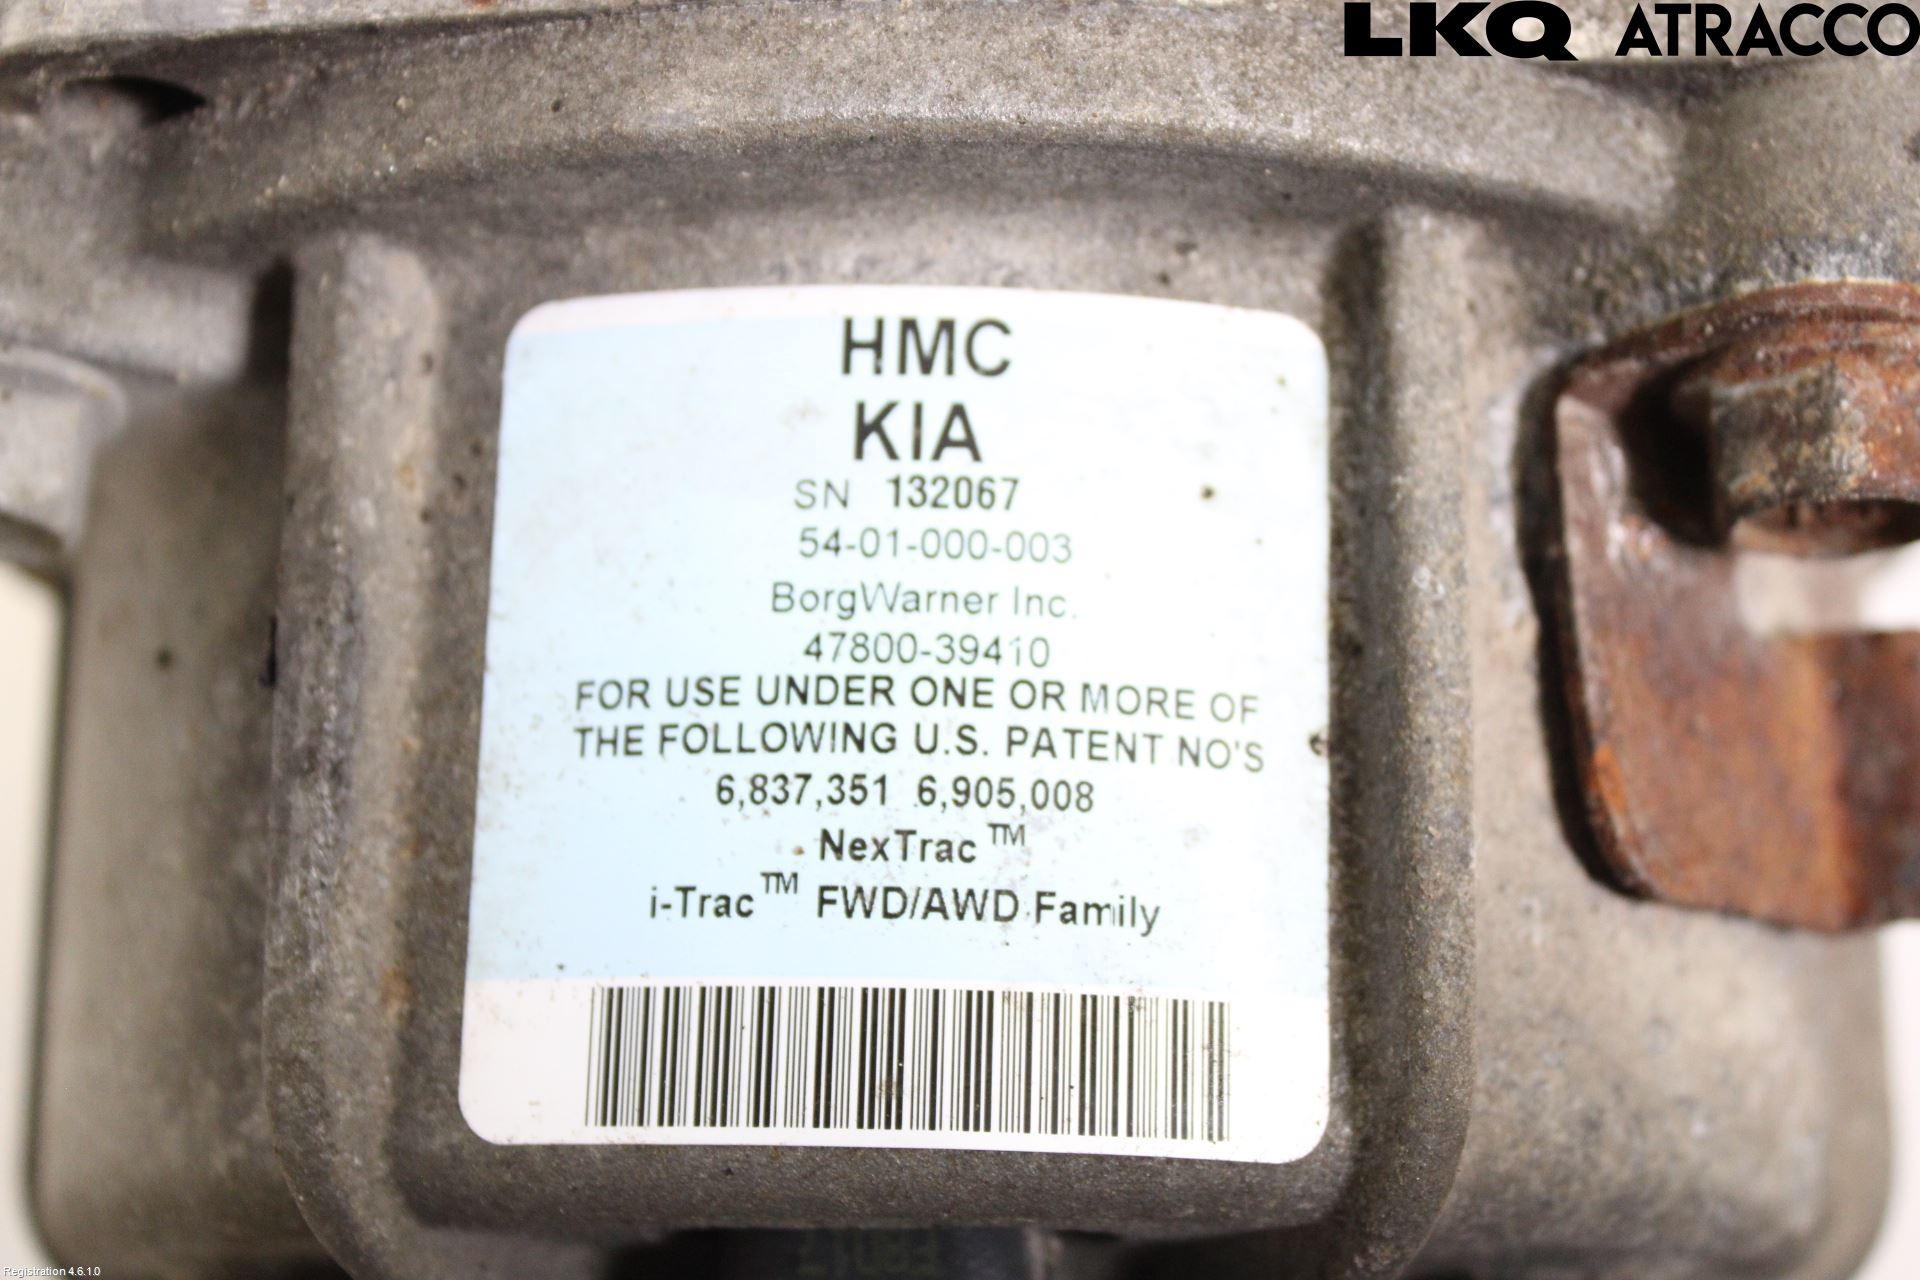 LKQ ATRACCO
HMC
KIA
SN 132067
54-01-000-003
BorgWarner Inc.
47800-39410
FOR USE UNDER ONE OR MORE OF
THE FOLLOWING U.S. PATENT NO'S
6,837,351 6,905,008
NexTrac™
i-Trac™ FWD/AWD Family
Registration 4.6.1.0